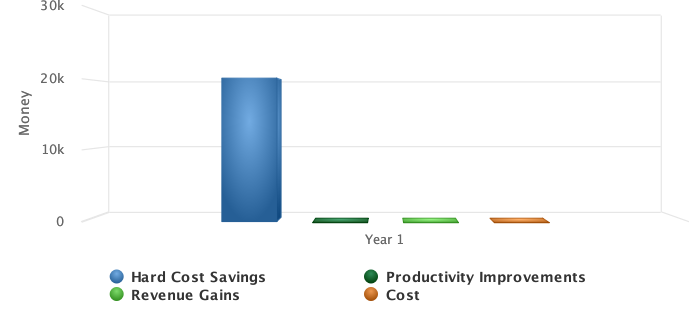 30k
20k
10k
0
Money
Year 1
Hard Cost Savings
Productivity Improvements
Revenue Gains
Cost